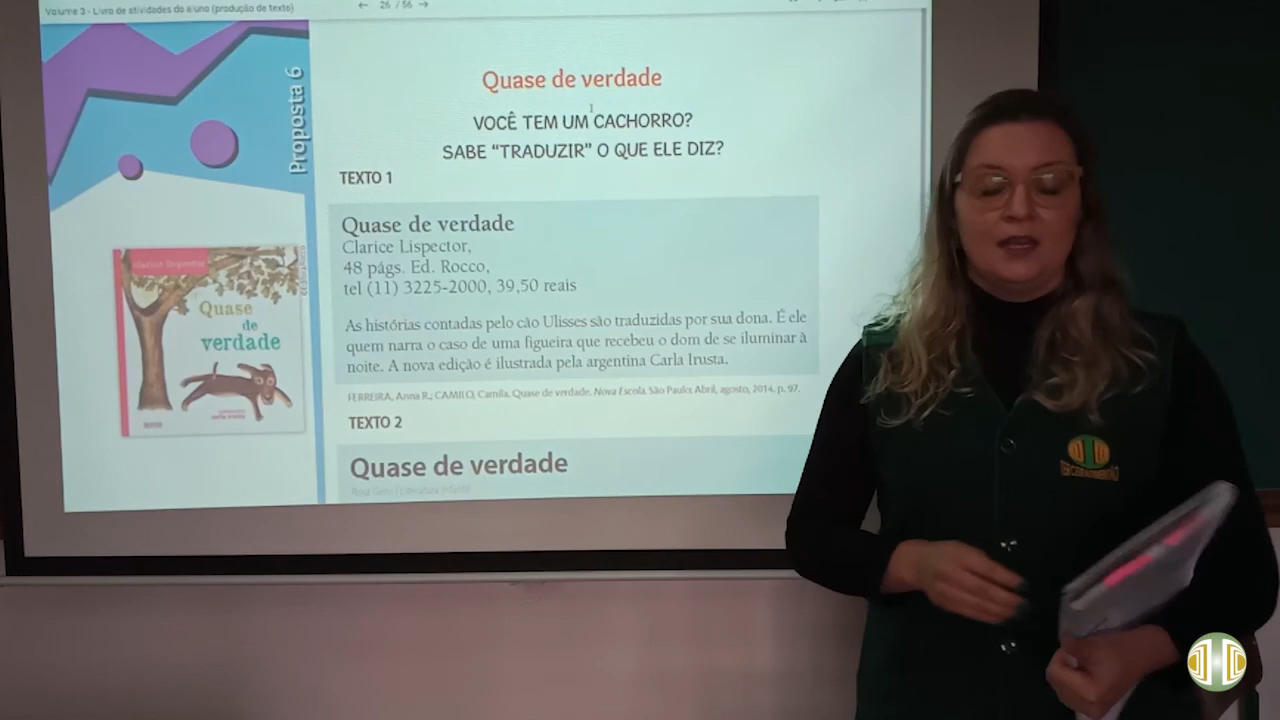 Volume 3 - Livro de atividades do aluno (produção de texto)
26 / 56
Proposta 6
Quase de verdade
VOCÊ TEM UM CACHORRO?
SABE “TRADUZIR” O QUE ELE DIZ?
TEXTO 1
Quase de verdade
Clarice Lispector,
48 págs. Ed. Rocco,
tel (11) 3225-2000, 39,50 reais
As histórias contadas pelo cão Ulisses são traduzidas por sua dona. É ele
quem narra o caso de uma figueira que recebeu o dom de se iluminar à
noite. A nova edição é ilustrada pela argentina Carla Irusta.
FERREIRA, Anna R.; CAMILO, Camila. Quase de verdade. Nova Escola. São Paulo: Abril, agosto, 2014, p. 97.
TEXTO 2
Quase de verdade
Clarice Lispector
Quase
de
verdade